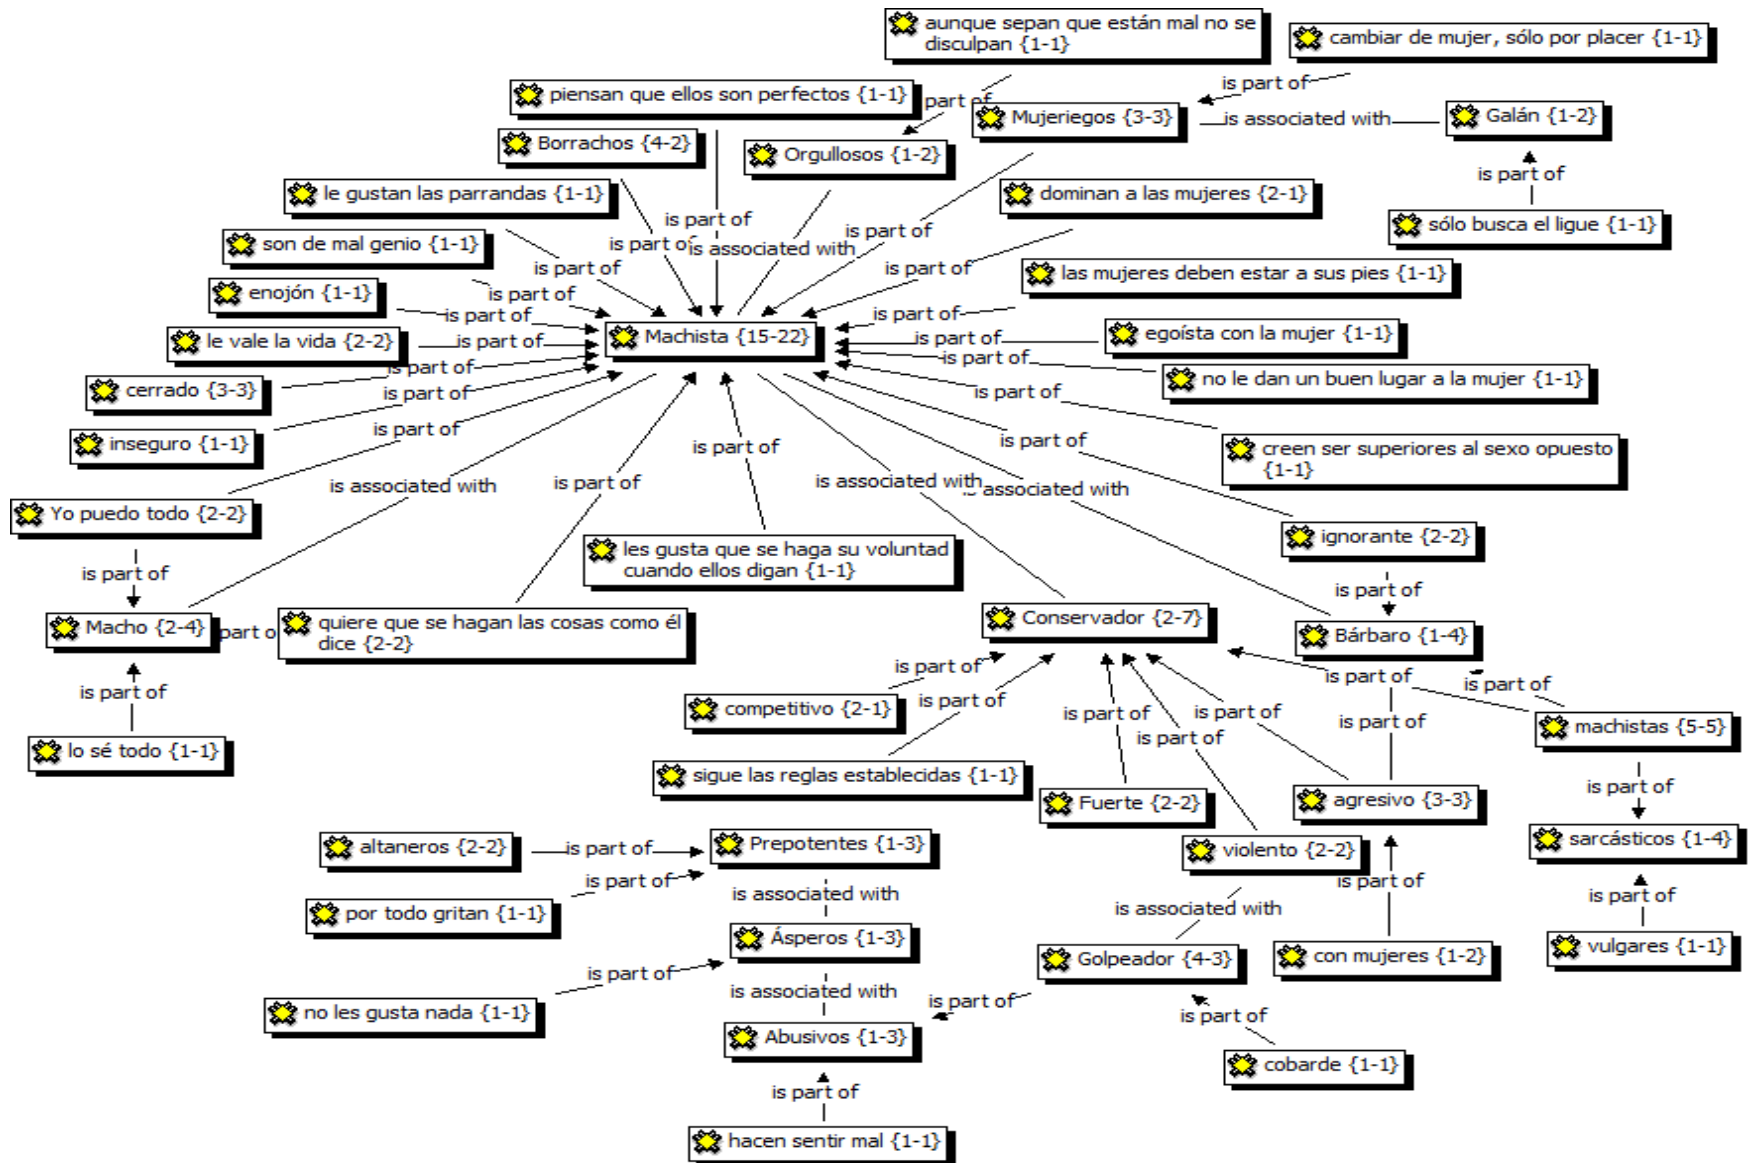 aunque sepan que están mal no se
disculpan {1-1}
cambiar de mujer, sólo por placer {1-1}
is part of
piensan que ellos son perfectos {1-1}
part of
Mujeriegos {3-3}
is associated with
Galán {1-2}
Borrachos {4-2}
Orgullosos {1-2}
is part of
le gustan las parrandas {1-1}
dominan a las mujeres {2-1}
sólo busca el ligue {1-1}
is part of
is part of
is associated with
is part of
son de mal genio {1-1}
is part of
is part of
las mujeres deben estar a sus pies {1-1}
enojón {1-1}
is part of
is part of
is part of
le vale la vida {2-2}
is part of
Machista {15-22}
is part of
egoísta con la mujer {1-1}
is part of
is part of
no le dan un buen lugar a la mujer {1-1}
cerrado {3-3}
is part of
is part of
inseguro {1-1}
is part of
is part of
is part of
creen ser superiores al sexo opuesto
{1-1}
is associated with
is part of
is associated with
is associated with
Yo puedo todo {2-2}
ignorante {2-2}
les gusta que se haga su voluntad
cuando ellos digan {1-1}
is part of
is part of
Macho {2-4}
part o
quiere que se hagan las cosas como él
dice {2-2}
Conservador {2-7}
Bárbaro {1-4}
is part of
is part of
is part of
is part of
competitivo {2-1}
is part of
is part of
is part of
is part of
is part of
machistas {5-5}
lo sé todo {1-1}
sigue las reglas establecidas {1-1}
is part of
Fuerte {2-2}
agresivo {3-3}
altaneros {2-2}
is part of
Prepotentes {1-3}
violento {2-2}
sarcásticos {1-4}
is part of
is associated with
is part of
is part of
por todo gritan {1-1}
is associated with
Ásperos {1-3}
Golpeador {4-3}
con mujeres {1-2}
vulgares {1-1}
is part of
is associated with
is part of
no les gusta nada {1-1}
is part of
Abusivos {1-3}
cobarde {1-1}
is part of
hacen sentir mal {1-1}